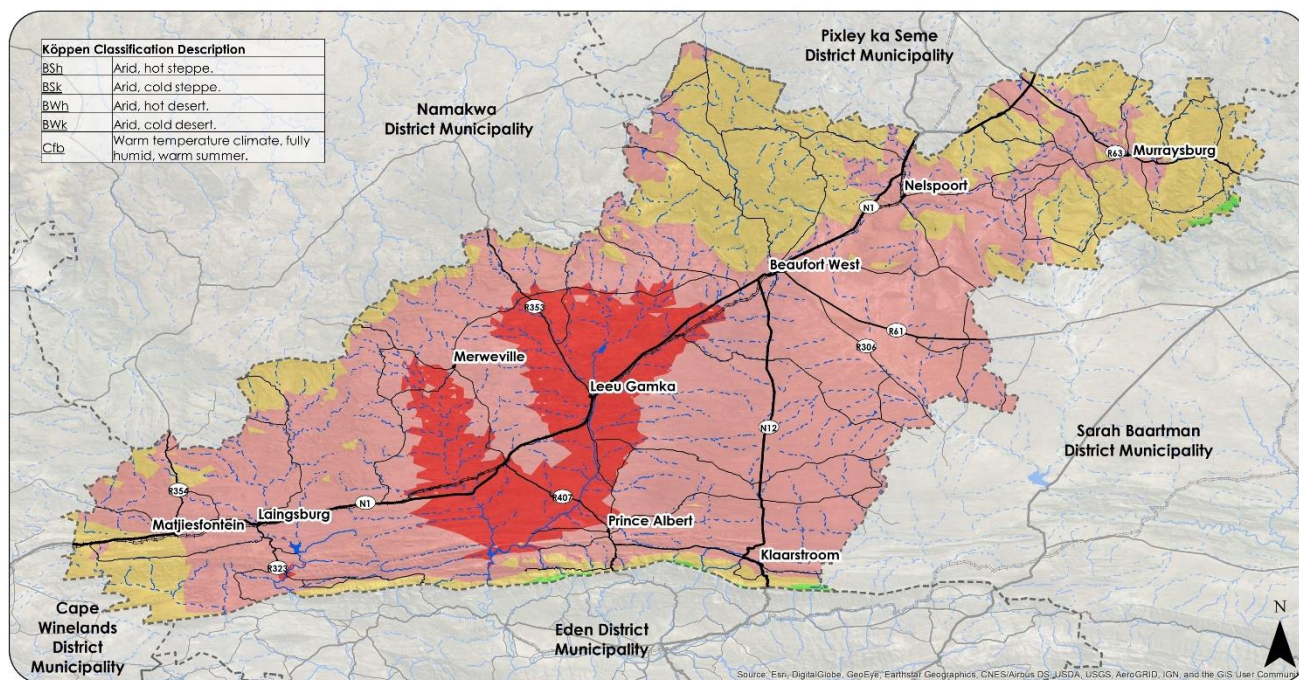 Köppen Classification Description
BSh Arid, hot steppe.
BSk Arid, cold steppe.
BWh Arid, hot desert.
BWk Arid, cold desert.
Cfb Warm temperature climate, fully
humid, warm summer.
Pixley ka Seme
District Municipality
Namakwa
District Municipality
R63
Murraysburg
Nelspoort
N1
Beaufort West
R353
R61
R306
Merweville
Leeu Gamka
N12
Sarah Baartman
District Municipality
R354
N1
R407
Laingsburg
Matjiesfontein
Prince Albert
Klaarstroom
R323
Cape
Winelands
District
Municipality
Eden District
Municipality
N
Source: Esri, DigitalGlobe, GeoEye, Earthstar Geographics, CNES/Airbus DS, USDA, USGS, AeroGRID, IGN, and the GIS User Communi